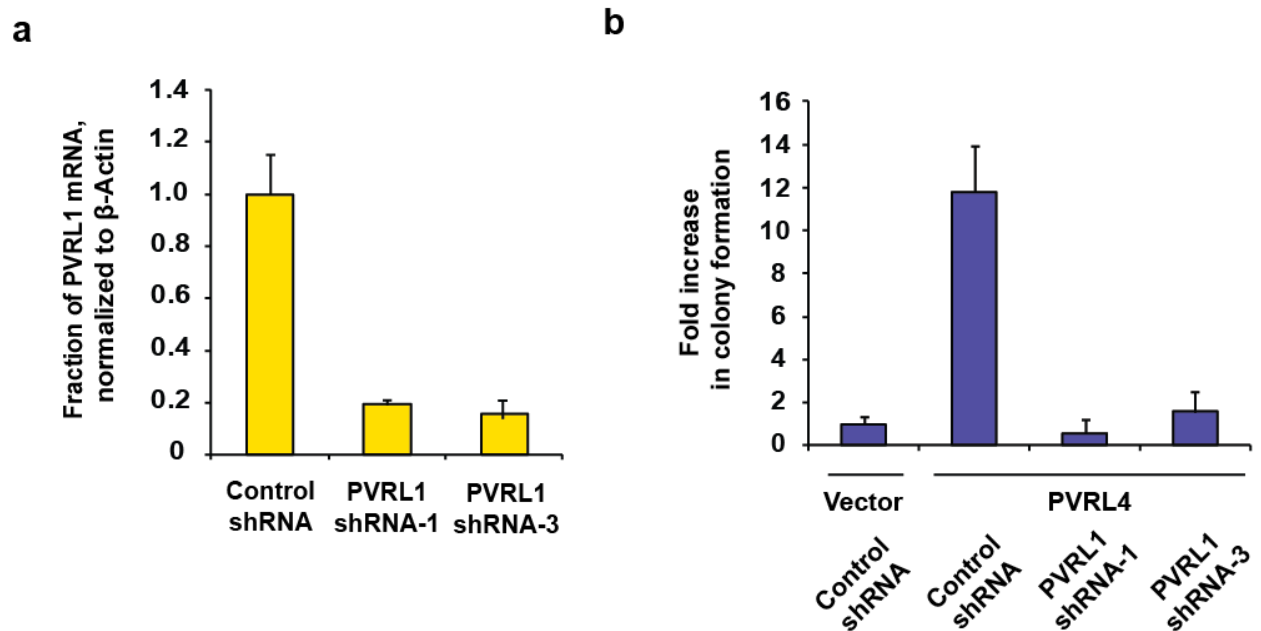 a
Fraction of PVRL1 mRNA,
normalized to β-Actin
1.4
1.2
1.0
0.8
0.6
0.4
0.2
0
Control
shRNA
PVRL1
shRNA-1
PVRL1
shRNA-3
b
Fold increase
in colony formation
16
14
12
10
8
6
4
2
0
Vector
PVRL4
Control
shRNA
Control
shRNA
PVRL1
shRNA-1
PVRL1
shRNA-3